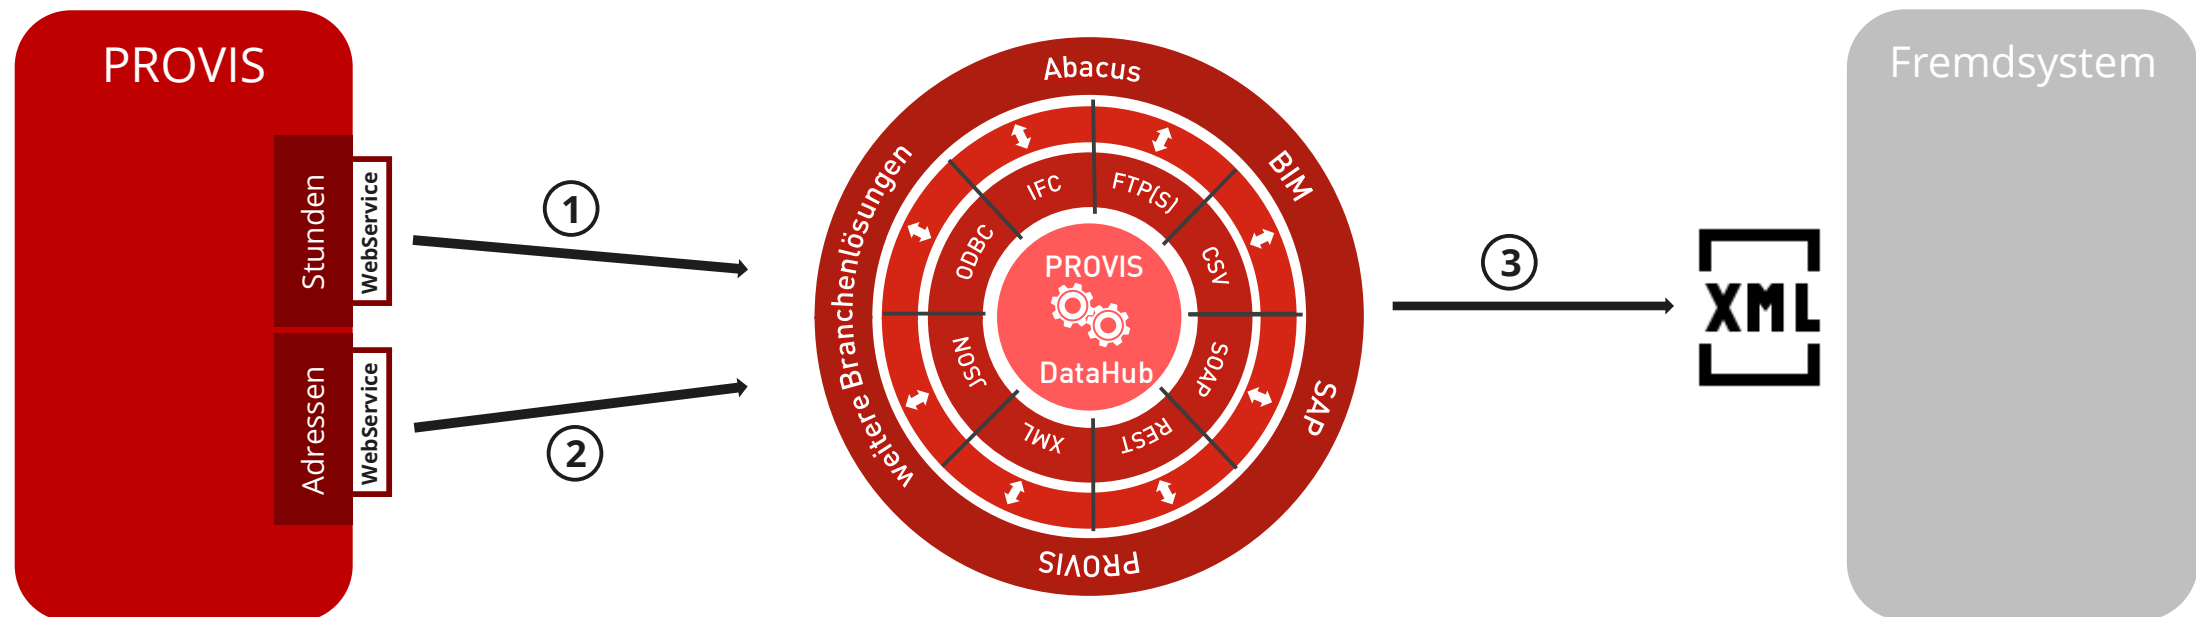 PROVIS
Stunden
WebService
Adressen
WebService
1
2
Abacus
BIM
SAP
PROVIS
weitere Branchenlösungen
IFC
FTP(S)
CSV
SOAP
REST
XML
JSON
ODBC
PROVIS
DataHub
3
XML
Fremdsystem